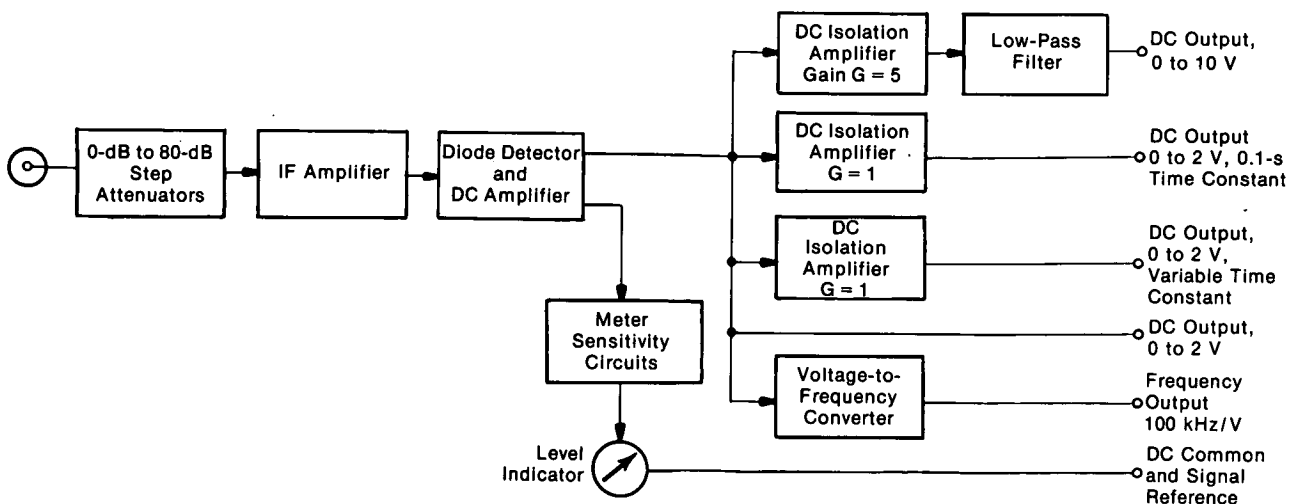 0-dB to 80-dB
Step
Attenuators
IF Amplifier
Diode Detector
and
DC Amplifier
DC Isolation
Amplifier
Gain G = 5
Low-Pass
Filter
DC Output,
0 to 10 V
DC Isolation
Amplifier
G = 1
DC Output
0 to 2 V, 0.1-s
Time Constant
DC
Isolation
Amplifier
G = 1
DC Output,
0 to 2 V,
Variable Time
Constant
DC Output,
0 to 2 V
Voltage-to-
Frequency
Converter
Frequency
Output
100 kHz/V
Meter
Sensitivity
Circuits
Level
Indicator
DC Common
and Signal
Reference